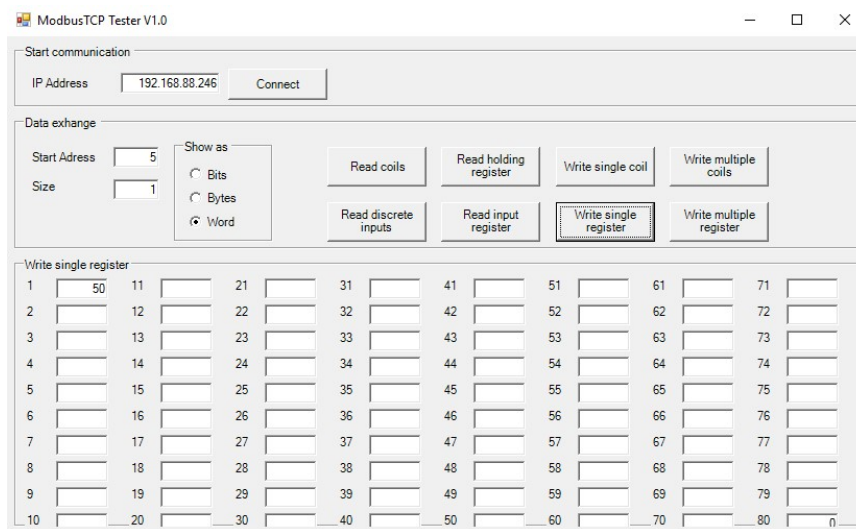 ModbusTCP Tester V1.0
Start communication
IP Address 192.168.88.246 Connect
Data exhange
Start Adress 5
Size 1
Show as
Bits
Bytes
Word
Read coils
Read holding
register
Write single coil
Write multiple
coils
Read discrete
inputs
Read input
register
Write single
register
Write multiple
register
Write single register
1 50 11 21 31 41 51 61 71
2 12 22 32 42 52 62 72
3 13 23 33 43 53 63 73
4 14 24 34 44 54 64 74
5 15 25 35 45 55 65 75
6 16 26 36 46 56 66 76
7 17 27 37 47 57 67 77
8 18 28 38 48 58 68 78
9 19 29 39 49 59 69 79
10 20 30 40 50 60 70 80 0